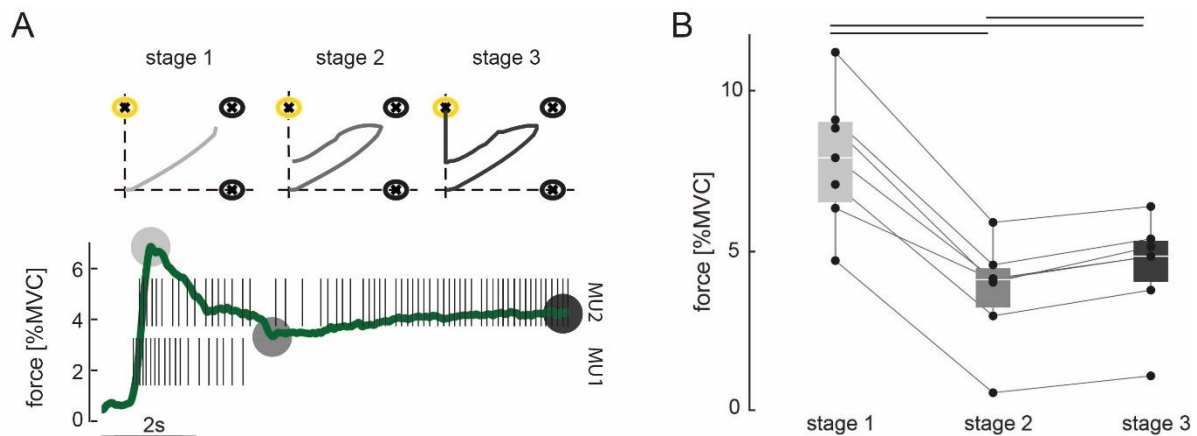 A
stage 1
stage 2
stage 3
force [%MVC]
6
4
2
0
MU2
MU1
2s
B
force [%MVC]
10
5
0
stage 1
stage 2
stage 3